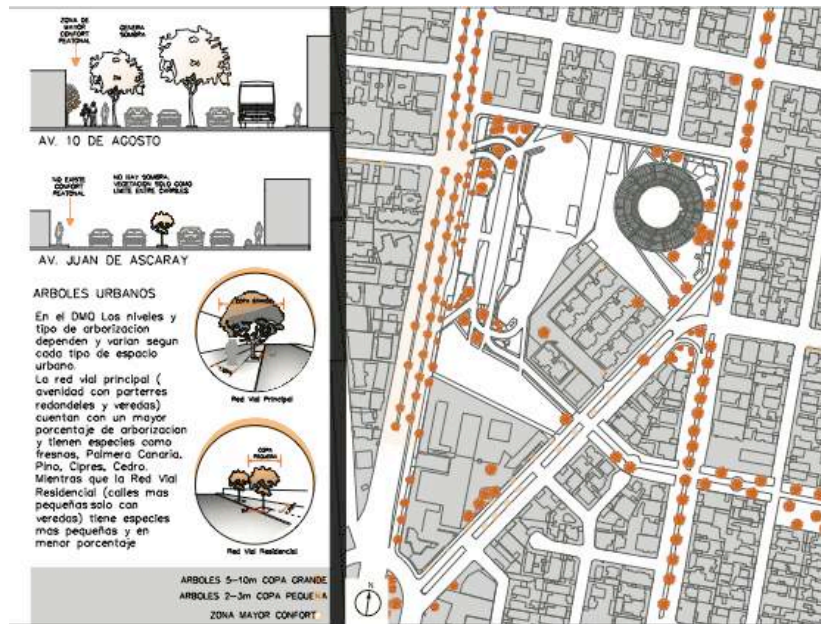 ZONA DE
MAYOR
CONFORT
PEATONAL
GENERA
SOMBRA
AV. 10 DE AGOSTO
NO EXISTE
CONFORT
PEATONAL
NO HAY SOMBRA,
VEGETACION SOLO COMO
LIMITE ENTRE CARRILES
AV. JUAN DE ASCARAY
ARBOLES URBANOS
En el DMQ Los niveles y
tipo de arborizacion
dependen y varian segun
cada tipo de espacio
urbano.
La red vial principal (
avenidad con parterres
redondeles y veredas)
cuentan con un mayor
porcentaje de arborizacion
y tienen especies como
fresnos, Palmera Canaria,
Pino, Cipres, Cedro.
Mientras que la Red Vial
Residencial (calles mas
pequeñas solo con
veredas) tiene especies
mas pequeñas y en
menor porcentaje
COPA GRANDE
Red Vial Principal
COPA
PEQUEÑA
Red Vial Residencial
ARBOLES 5-10m COPA GRANDE
ARBOLES 2-3m COPA PEQUEÑA
ZONA MAYOR CONFORT
N